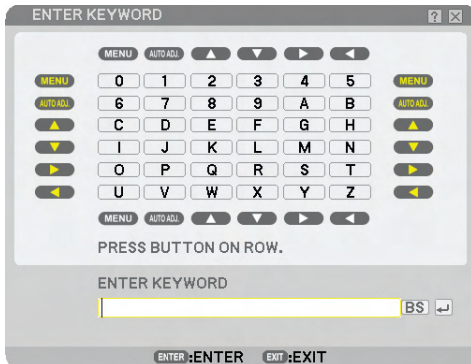 ENTER KEYWORD ? X
MENU AUTO ADJ. ▲ ▼ ▶ ◀
MENU 0 1 2 3 4 5 MENU
AUTO ADJ. 6 7 8 9 A B AUTO ADJ.
▲ C D E F G H ▲
▼ I J K L M N ▼
▶ O P Q R S T ▶
◀ U V W X Y Z ◀
MENU AUTO ADJ. ▲ ▼ ▶ ◀
PRESS BUTTON ON ROW.
ENTER KEYWORD
BS ↵
ENTER :ENTER EXIT :EXIT